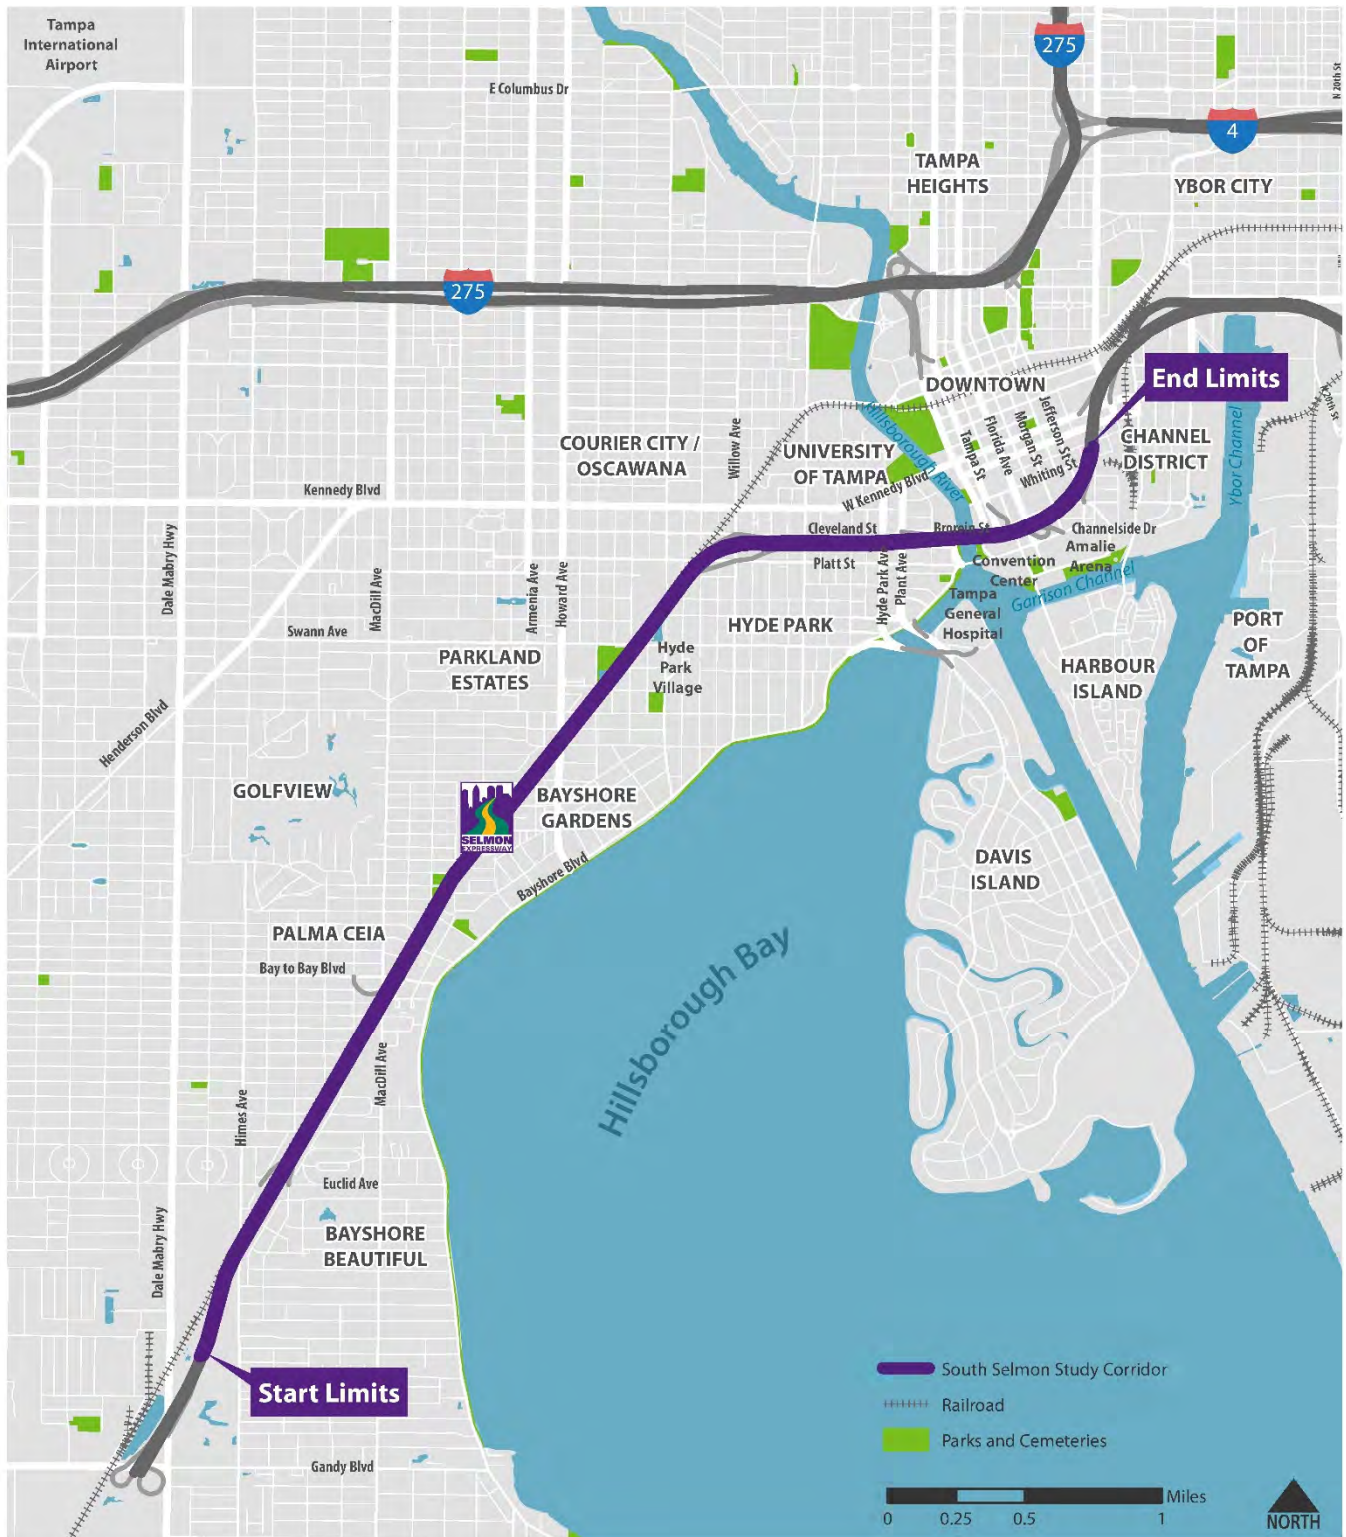 Tampa
International
Airport
275
N 20th St
E Columbus Dr
4
TAMPA
HEIGHTS
YBOR CITY
275
End Limits
DOWNTOWN
Jefferson St
Morgan St
Florida Ave
Tampa St
Whiting St
20th St
Hillsborough River
Ybor Channel
CHANNEL
DISTRICT
COURIER CITY /
OSCAWANA
Willow Ave
UNIVERSITY
OF TAMPA
W Kennedy Blvd
Kennedy Blvd
Dale Mabry Hwy
Cleveland St
Brorein St
Channelside Dr
Platt St
Hyde Park Ave
Plant Ave
Convention
Center
Amalie
Arena
Garrison Channel
Tampa
General
Hospital
MacDill Ave
Armenia Ave
Howard Ave
Swann Ave
HYDE PARK
PORT
OF
TAMPA
PARKLAND
ESTATES
Hyde
Park
Village
HARBOUR
ISLAND
Henderson Blvd
GOLFVIEW
SELMON
EXPRESSWAY
BAYSHORE
GARDENS
Bayshore Blvd
DAVIS
ISLAND
PALMA CEIA
Bay to Bay Blvd
Hillsborough Bay
MacDill Ave
Himes Ave
Euclid Ave
BAYSHORE
BEAUTIFUL
Dale Mabry Hwy
Start Limits
Gandy Blvd
South Selmon Study Corridor
Railroad
Parks and Cemeteries
Miles
0 0.25 0.5 1
NORTH